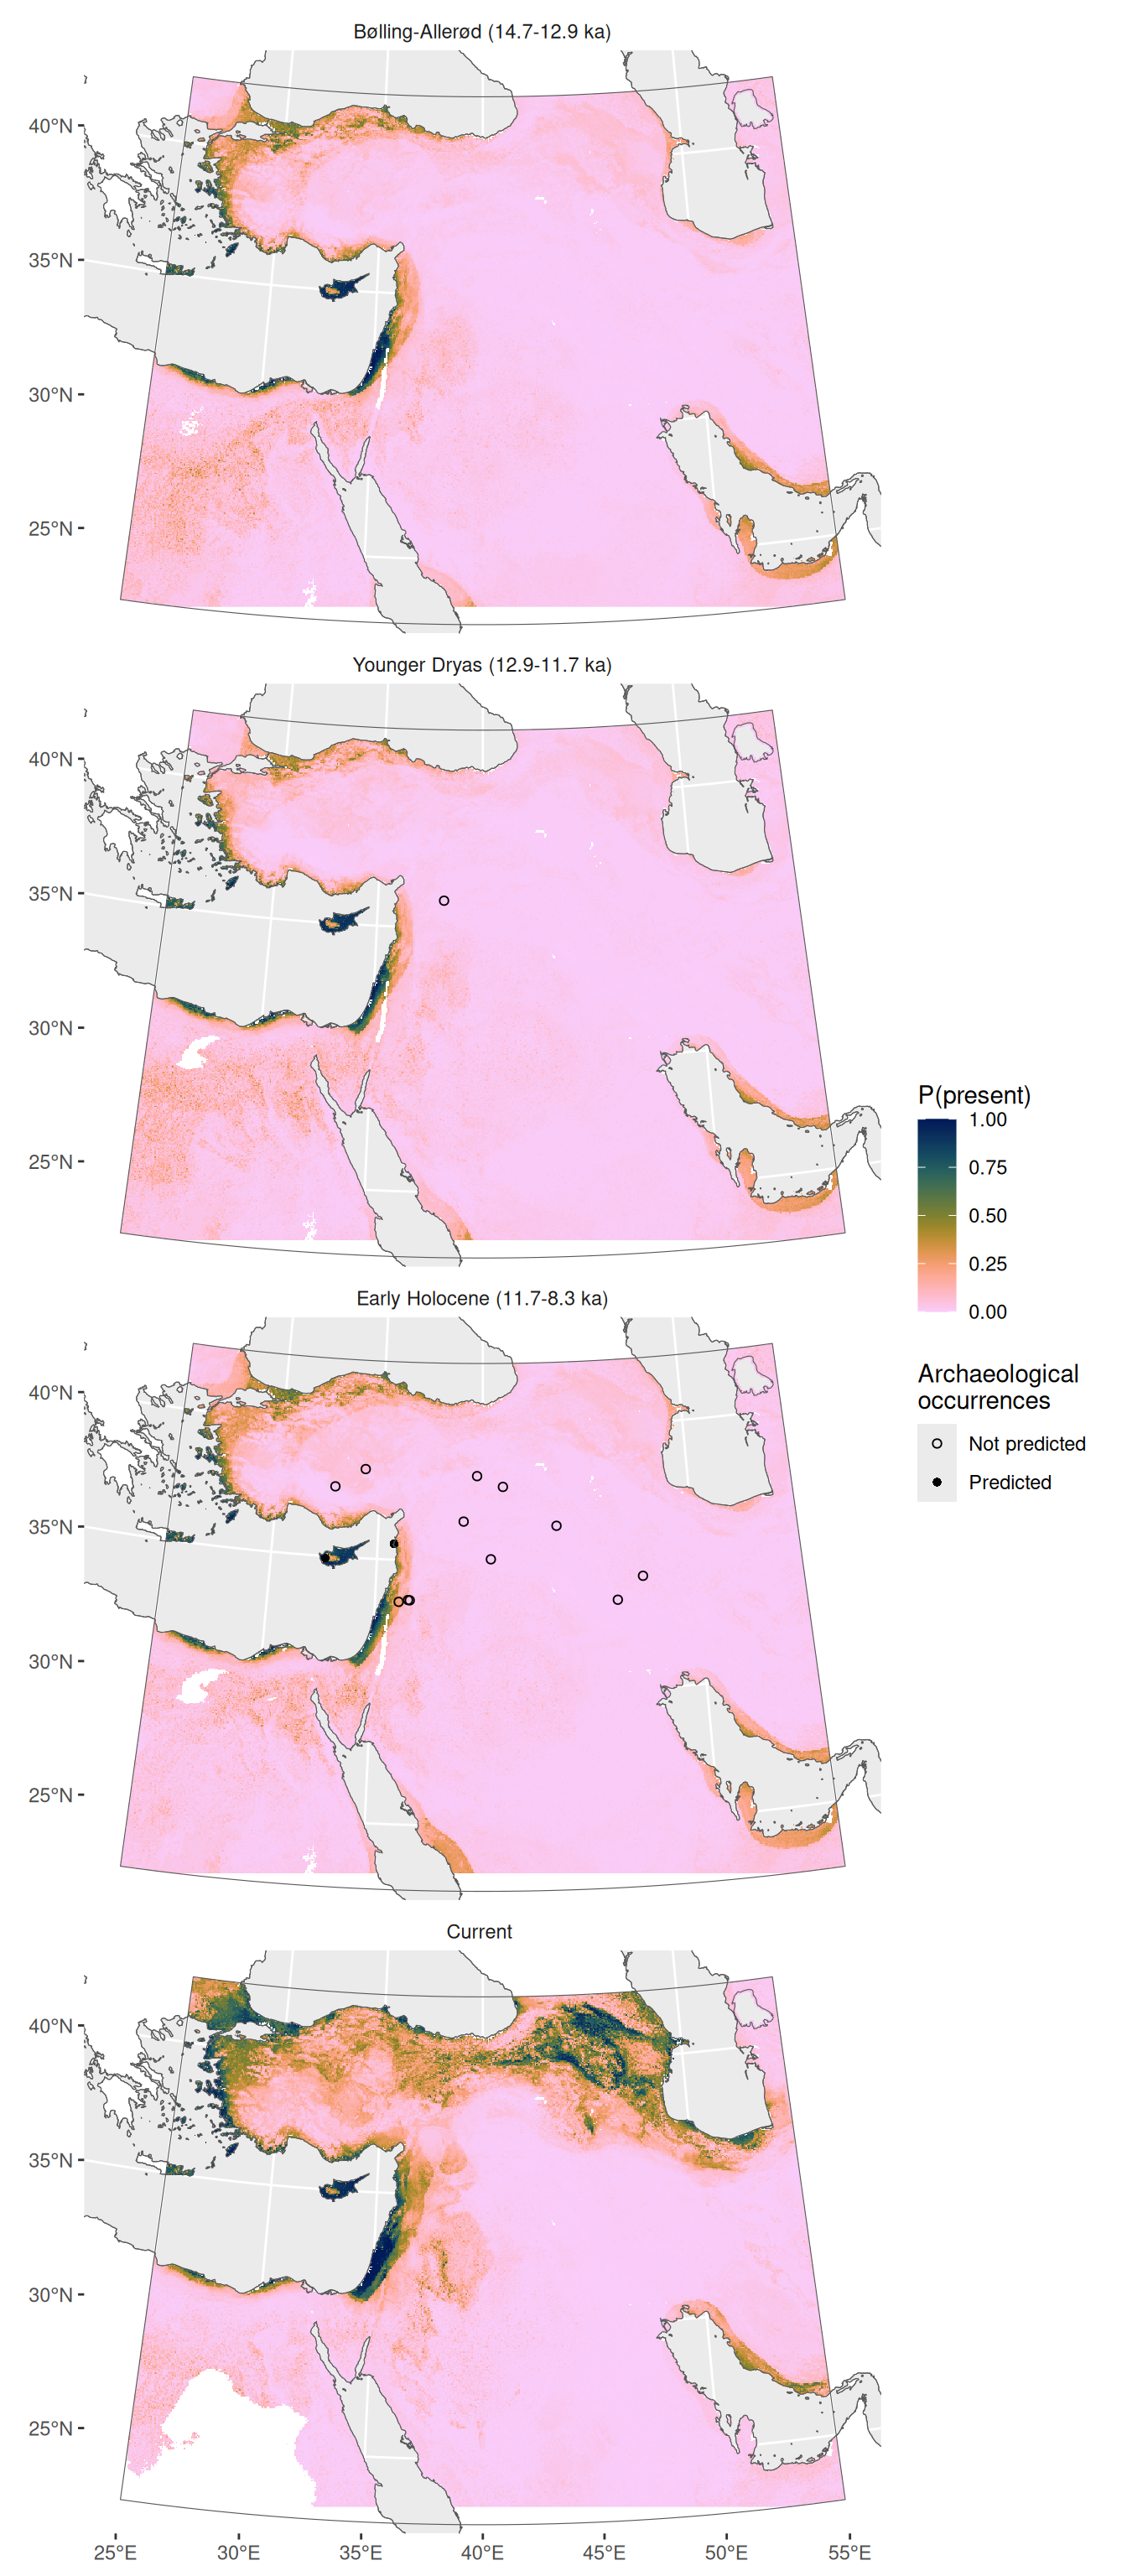 Bølling-Allerød (14.7-12.9 ka)
40°N
35°N
30°N
25°N
Younger Dryas (12.9-11.7 ka)
40°N
35°N
30°N
25°N
P(present)
1.00
0.75
0.50
0.25
0.00
Early Holocene (11.7-8.3 ka)
40°N
35°N
30°N
25°N
Archaeological
occurrences
Not predicted
Predicted
Current
40°N
35°N
30°N
25°N
25°E 30°E 35°E 40°E 45°E 50°E 55°E